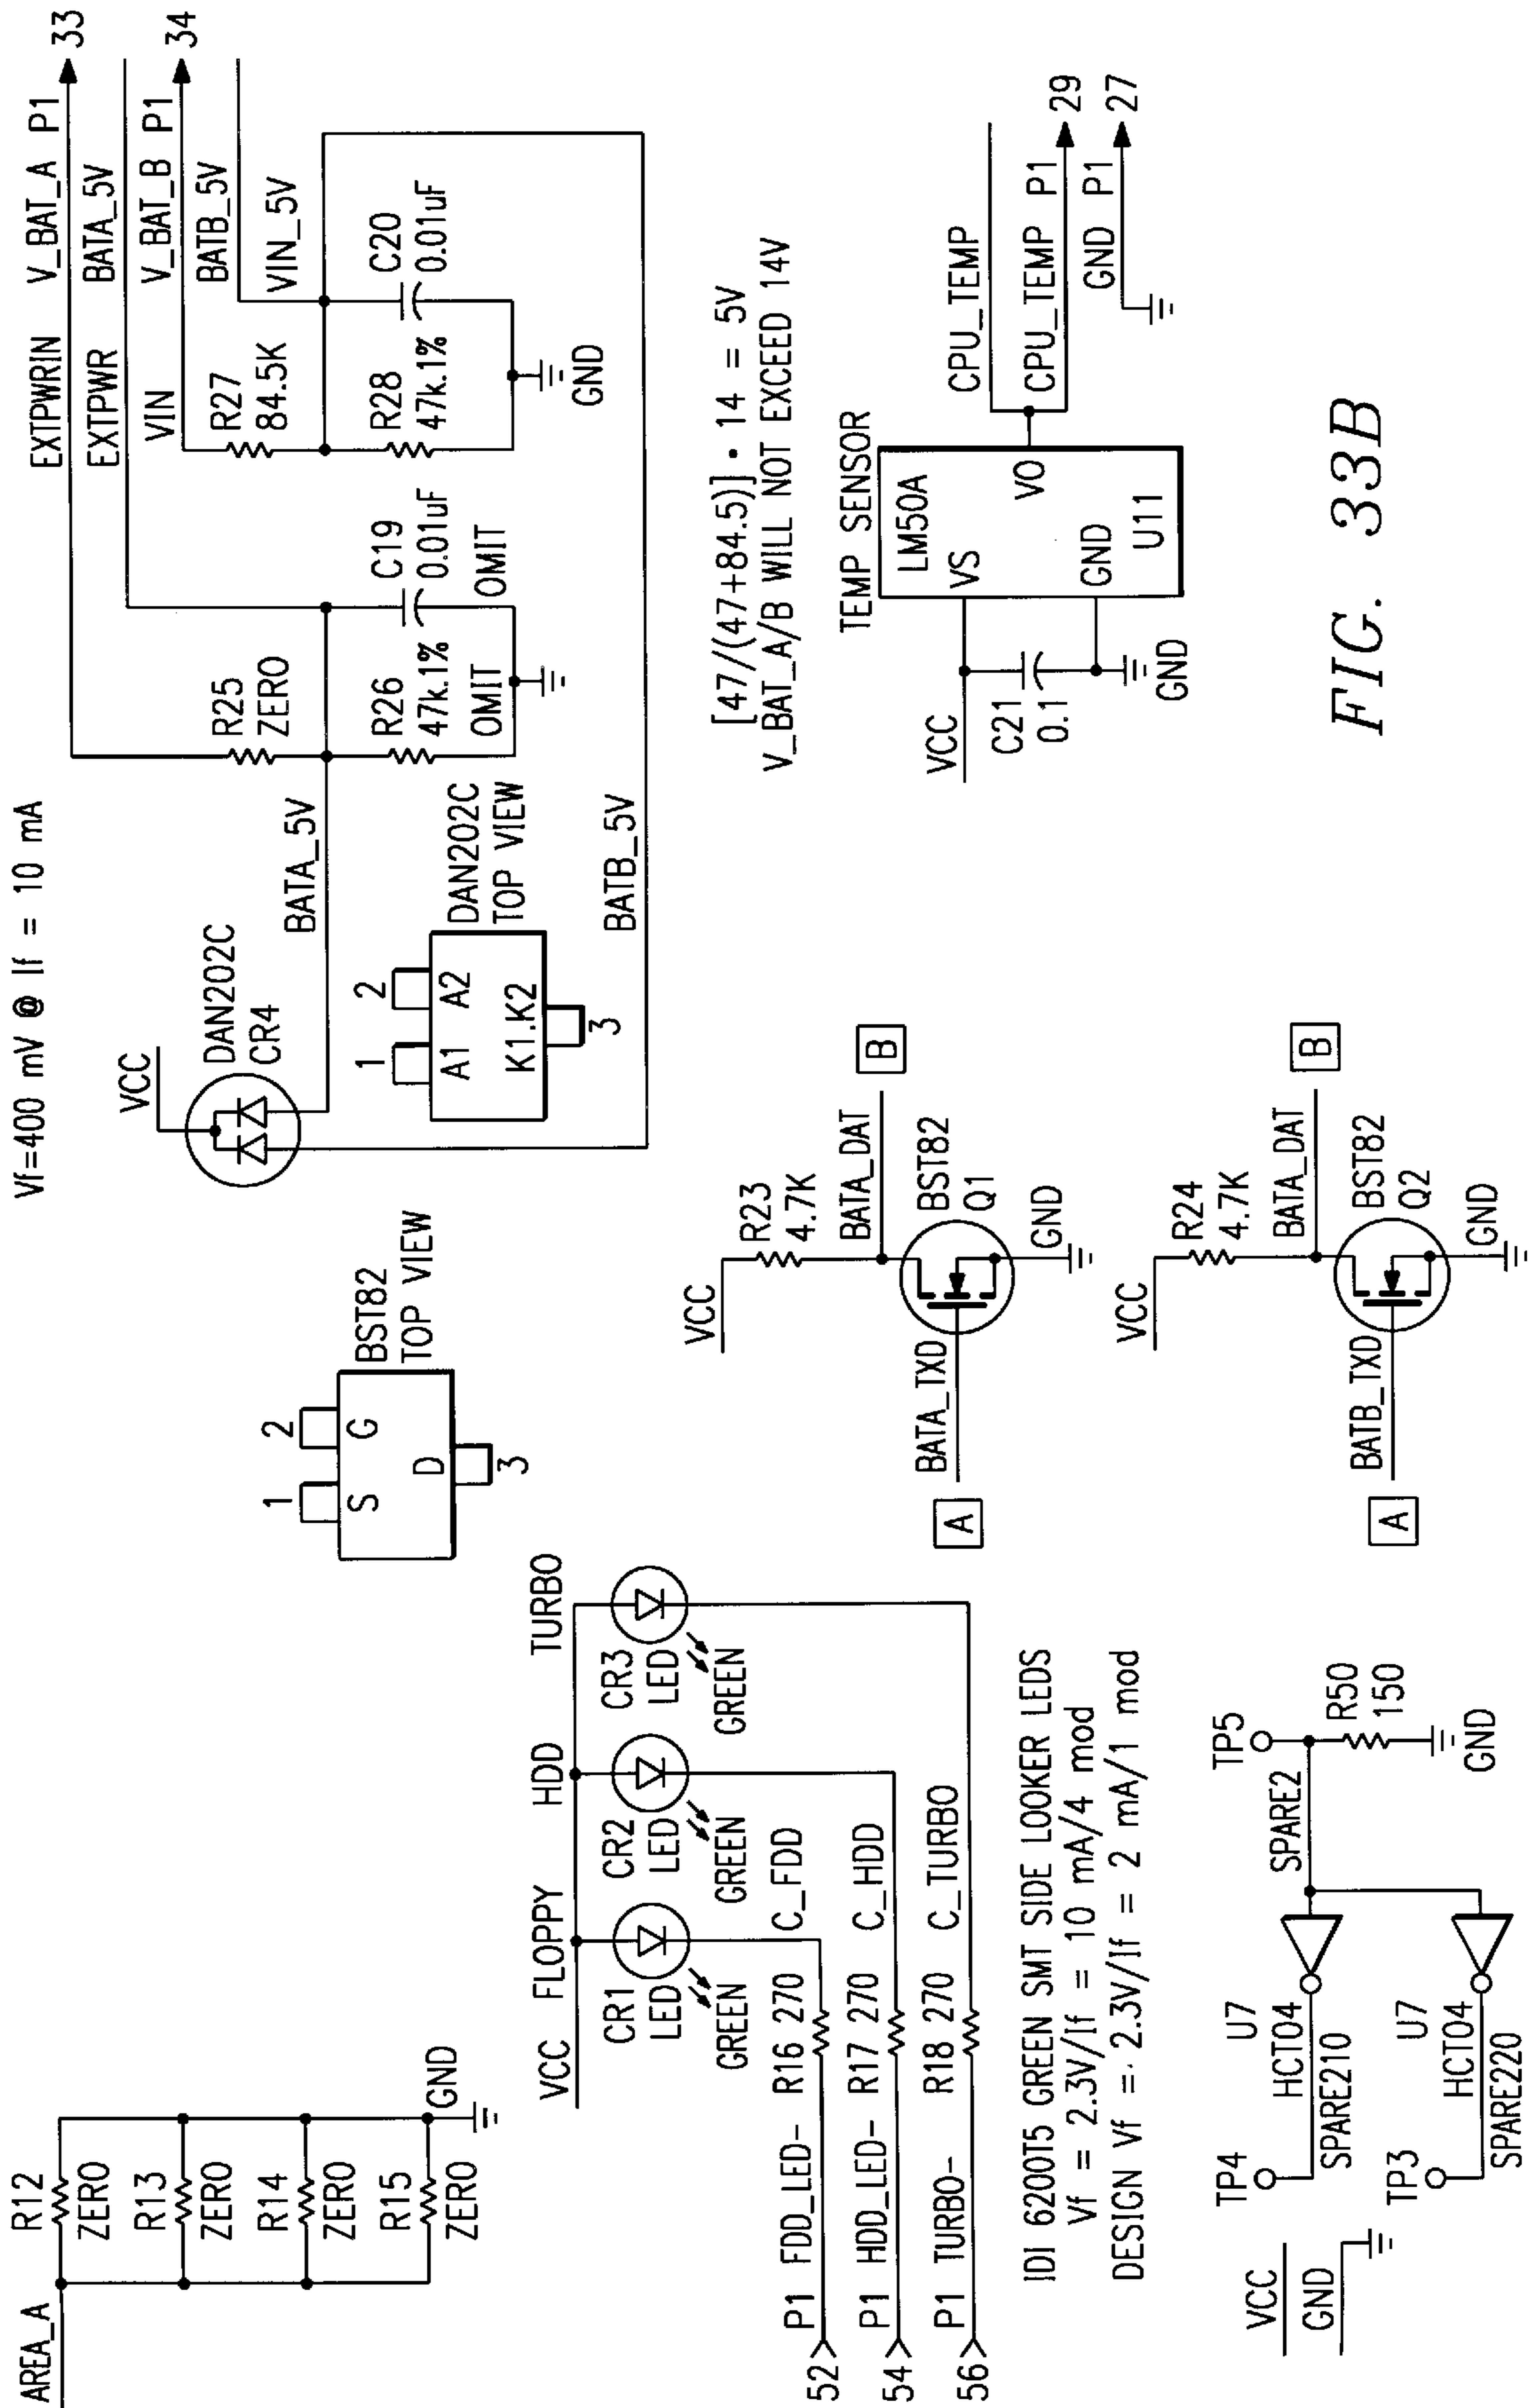 AREA_A
R12
ZERO
R13
ZERO
R14
ZERO
R15
ZERO
GND
Vf=400 mV @ If = 10 mA
VCC
DAN202C
CR4
BATA_5V
DAN202C
TOP VIEW
1
2
A1
A2
K1.K2
3
BATB_5V
EXTPWRIN V_BAT_A P1 33
EXTPWR BATA_5V
VIN V_BAT_B P1 34
BATB_5V
VIN_5V
R25
ZERO
R26
47k.1%
OMIT
C19
0.01uF
OMIT
R27
84.5K
R28
47k.1%
C20
0.01uF
GND
BST82
TOP VIEW
1
2
S
G
D
3
[47/(47+84.5)] • 14 = 5V
V_BAT_A/B WILL NOT EXCEED 14V
VCC
FLOPPY
HDD
TURBO
CR1
LED
GREEN
CR2
LED
GREEN
CR3
LED
GREEN
52 P1 FDD_LED- R16 270 C_FDD
54 P1 HDD_LED- R17 270 C_HDD
56 P1 TURBO- R18 270 C_TURBO
IDI 6200T5 GREEN SMT SIDE LOOKER LEDS
Vf = 2.3V/If = 10 mA/4 mod
DESIGN Vf = 2.3V/If = 2 mA/1 mod
VCC
R23
4.7K
BATA_DAT
B
BST82
Q1
GND
BATA_TXD
A
VCC
R24
4.7K
BATA_DAT
B
BST82
Q2
GND
BATB_TXD
A
TEMP SENSOR
LM50A
VS
VO
GND
U11
VCC
C21
0.1
GND
CPU_TEMP
CPU_TEMP P1 29
GND P1 27
VCC
GND
TP4
U7
HCT04
SPARE210
TP3
U7
HCT04
SPARE220
SPARE2
TP5
R50
150
GND
FIG. 33B